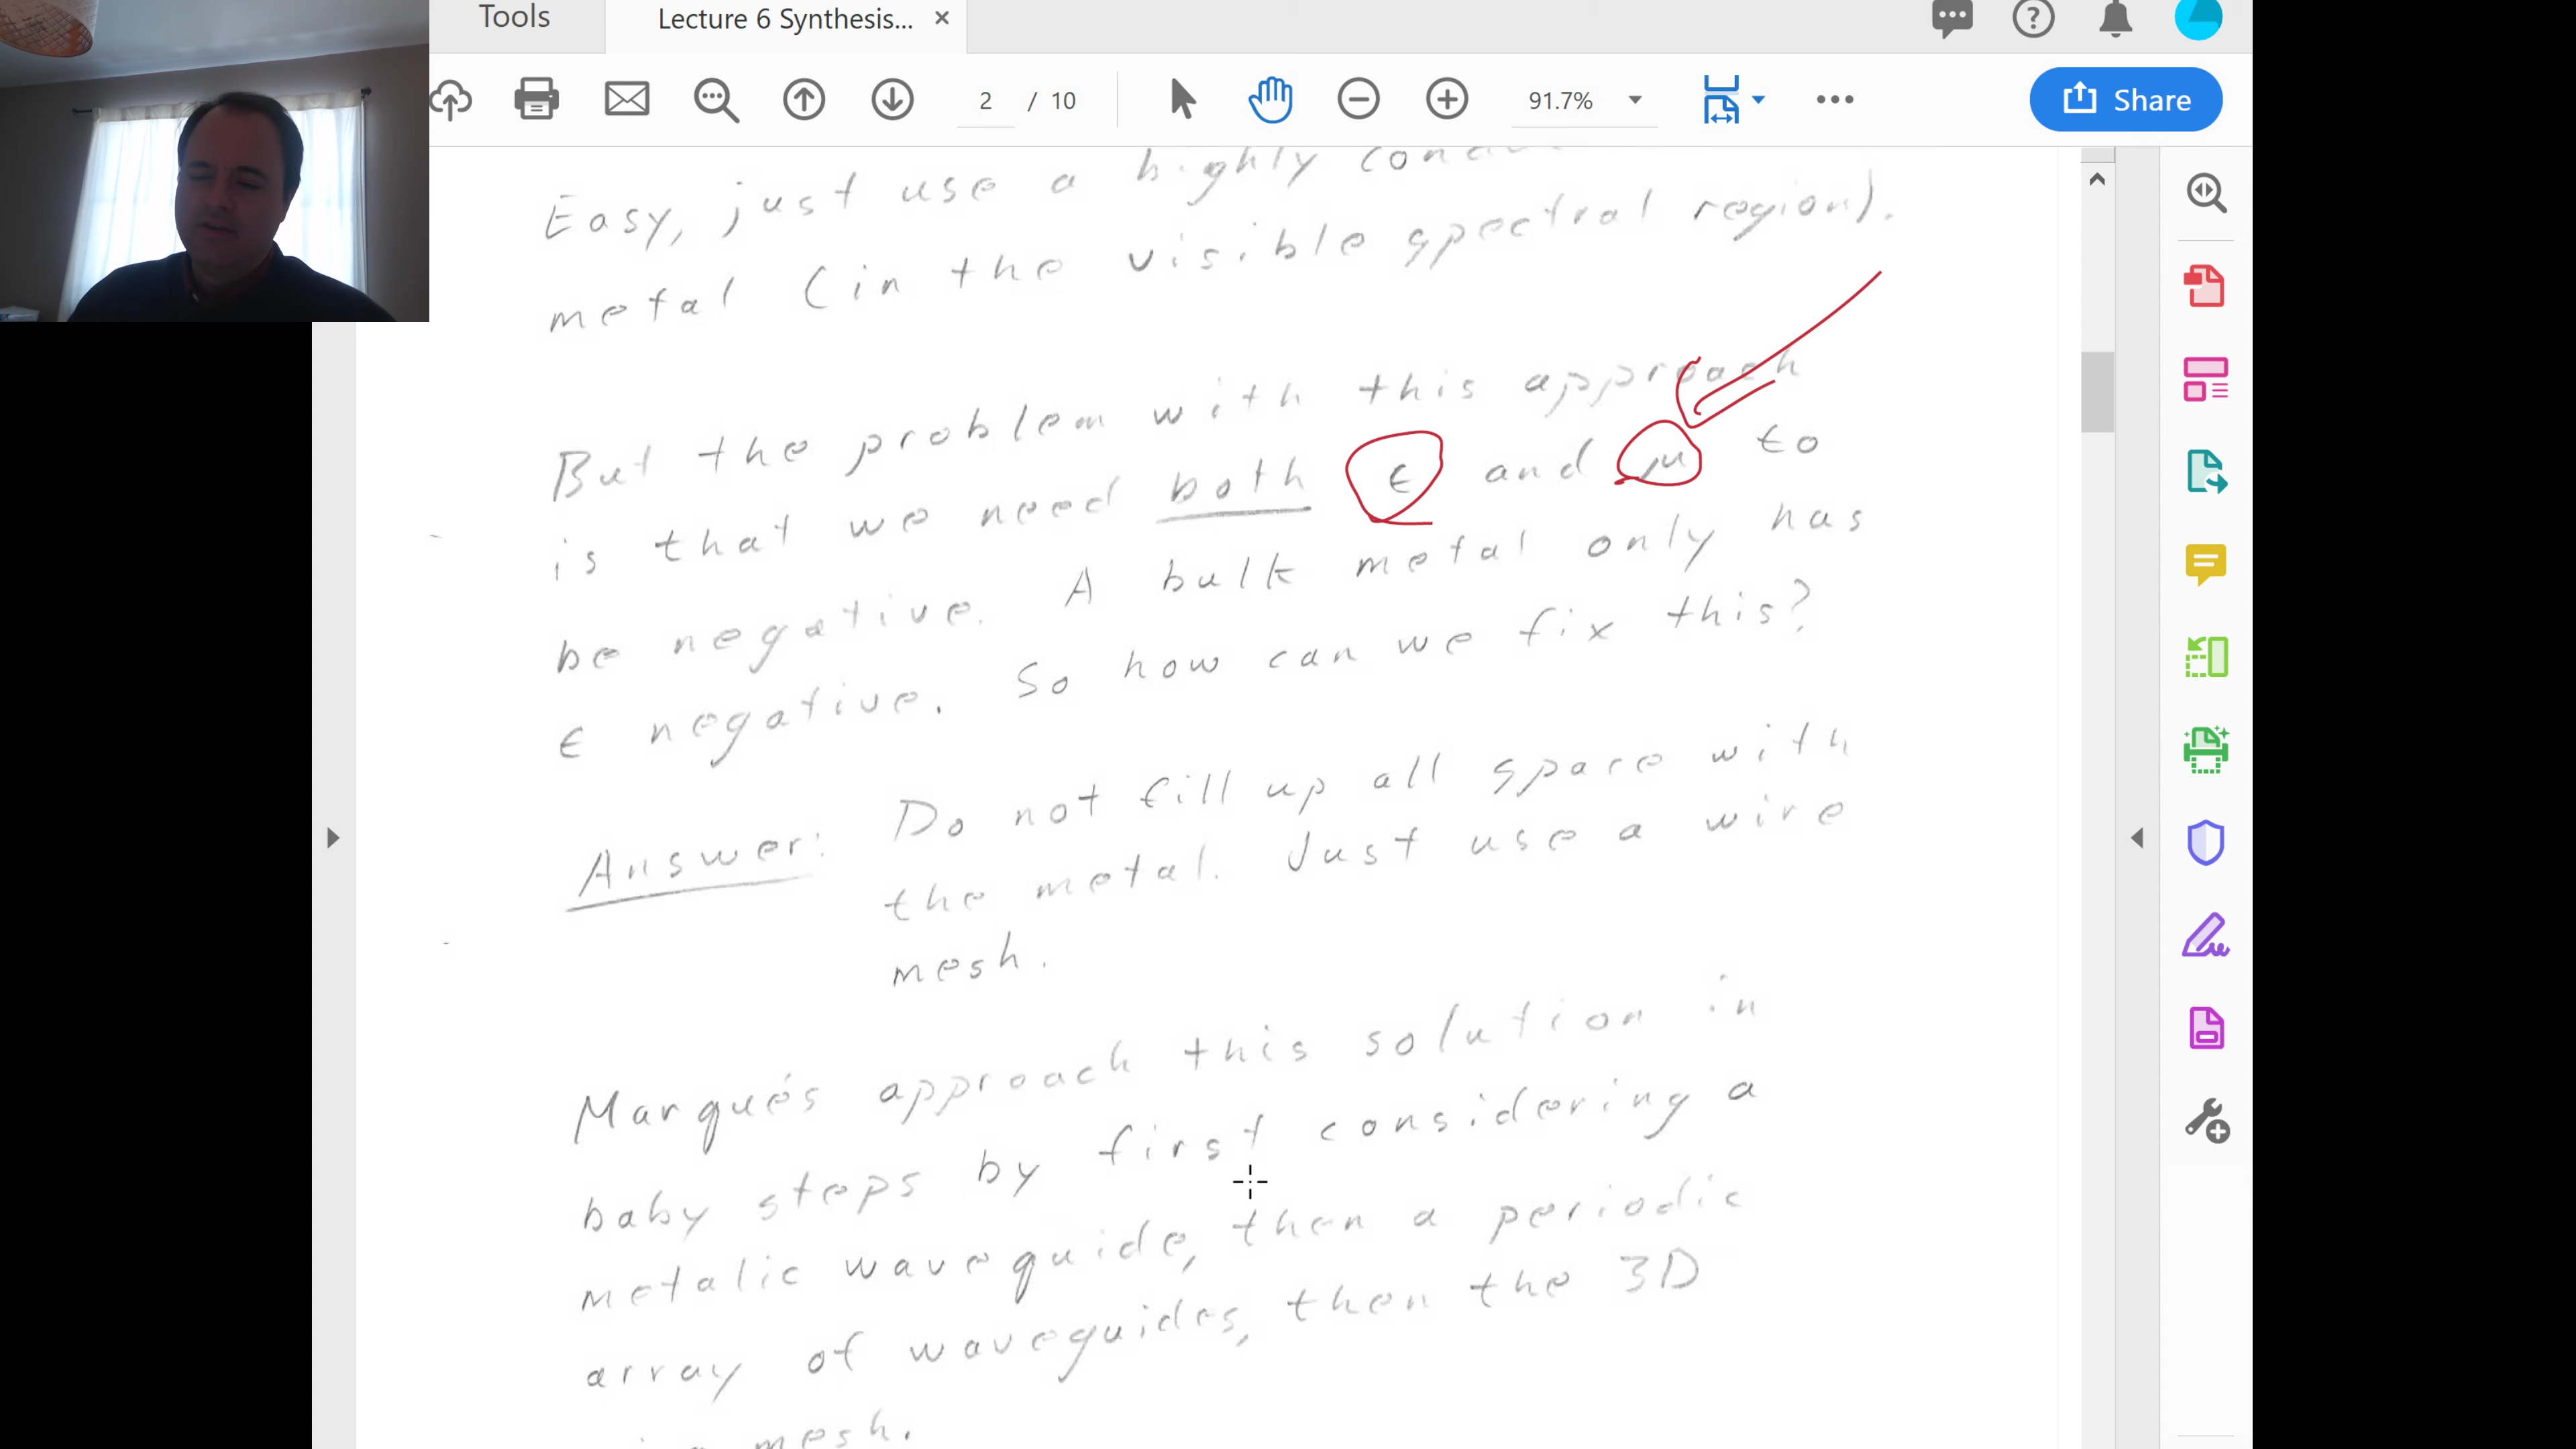 Tools
Lecture 6 Synthesis...
2 / 10
91.7%
Share
Easy, just use a highly
metal (in the visible spectral region).
But the problem with this approach
is that we need both ϵ and μ to
be negative. A bulk metal only has
ϵ negative. So how can we fix this?
Answer: Do not fill up all space with
the metal. Just use a wire
mesh.
Marqués approach this solution in
baby steps by first considering a
metalic waveguide, then a periodic
array of waveguides, then the 3D
mesh.